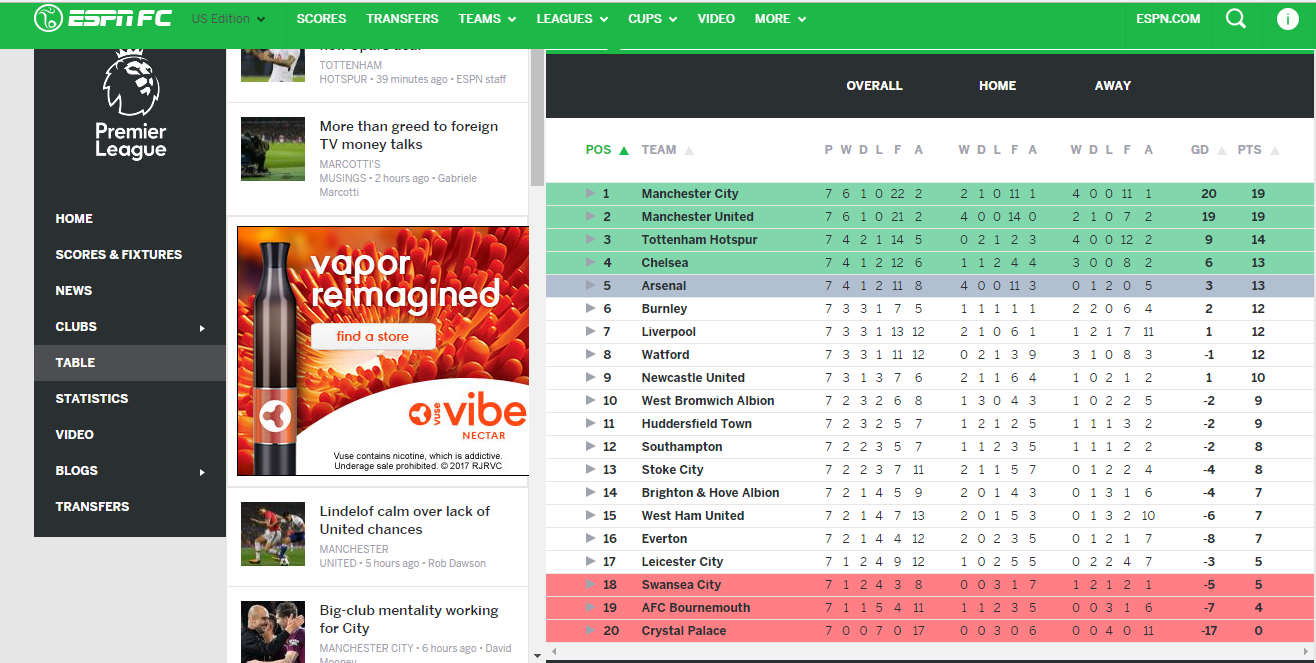 ESPN FC US Edition SCORES TRANSFERS TEAMS LEAGUES CUPS VIDEO MORE ESPN.COM i
Premier
League
HOME
SCORES & FIXTURES
NEWS
CLUBS
TABLE
STATISTICS
VIDEO
BLOGS
TRANSFERS
TOTTENHAM
HOTSPUR • 39 minutes ago • ESPN staff
More than greed to foreign
TV money talks
MARCOTTI'S
MUSINGS • 2 hours ago • Gabriele
Marcotti
vapor
reimagined
find a store
vuse vibe
NECTAR
Vuse contains nicotine, which is addictive.
Underage sale prohibited. © 2017 RJRVC
Lindelof calm over lack of
United chances
MANCHESTER
UNITED • 5 hours ago • Rob Dawson
Big-club mentality working
for City
MANCHESTER CITY • 6 hours ago • David
Mooney
OVERALL HOME AWAY
POS TEAM P W D L F A W D L F A W D L F A GD PTS
1 Manchester City 7 6 1 0 22 2 2 1 0 11 1 4 0 0 11 1 20 19
2 Manchester United 7 6 1 0 21 2 4 0 0 14 0 2 1 0 7 2 19 19
3 Tottenham Hotspur 7 4 2 1 14 5 0 2 1 2 3 4 0 0 12 2 9 14
4 Chelsea 7 4 1 2 12 6 1 1 2 4 4 3 0 0 8 2 6 13
5 Arsenal 7 4 1 2 11 8 4 0 0 11 3 0 1 2 0 5 3 13
6 Burnley 7 3 3 1 7 5 1 1 1 1 1 2 2 0 6 4 2 12
7 Liverpool 7 3 3 1 13 12 2 1 0 6 1 1 2 1 7 11 1 12
8 Watford 7 3 3 1 11 12 0 2 1 3 9 3 1 0 8 3 -1 12
9 Newcastle United 7 3 1 3 7 6 2 1 1 6 4 1 0 2 1 2 1 10
10 West Bromwich Albion 7 2 3 2 6 8 1 3 0 4 3 1 0 2 2 5 -2 9
11 Huddersfield Town 7 2 3 2 5 7 1 2 1 2 5 1 1 1 3 2 -2 9
12 Southampton 7 2 2 3 5 7 1 1 2 3 5 1 1 1 2 2 -2 8
13 Stoke City 7 2 2 3 7 11 2 1 1 5 7 0 1 2 2 4 -4 8
14 Brighton & Hove Albion 7 2 1 4 5 9 2 0 1 4 3 0 1 3 1 6 -4 7
15 West Ham United 7 2 1 4 7 13 2 0 1 5 3 0 1 3 2 10 -6 7
16 Everton 7 2 1 4 4 12 2 0 2 3 5 0 1 2 1 7 -8 7
17 Leicester City 7 1 2 4 9 12 1 0 2 5 5 0 2 2 4 7 -3 5
18 Swansea City 7 1 2 4 3 8 0 0 3 1 7 1 2 1 2 1 -5 5
19 AFC Bournemouth 7 1 1 5 4 11 1 1 2 3 5 0 0 3 1 6 -7 4
20 Crystal Palace 7 0 0 7 0 17 0 0 3 0 6 0 0 4 0 11 -17 0